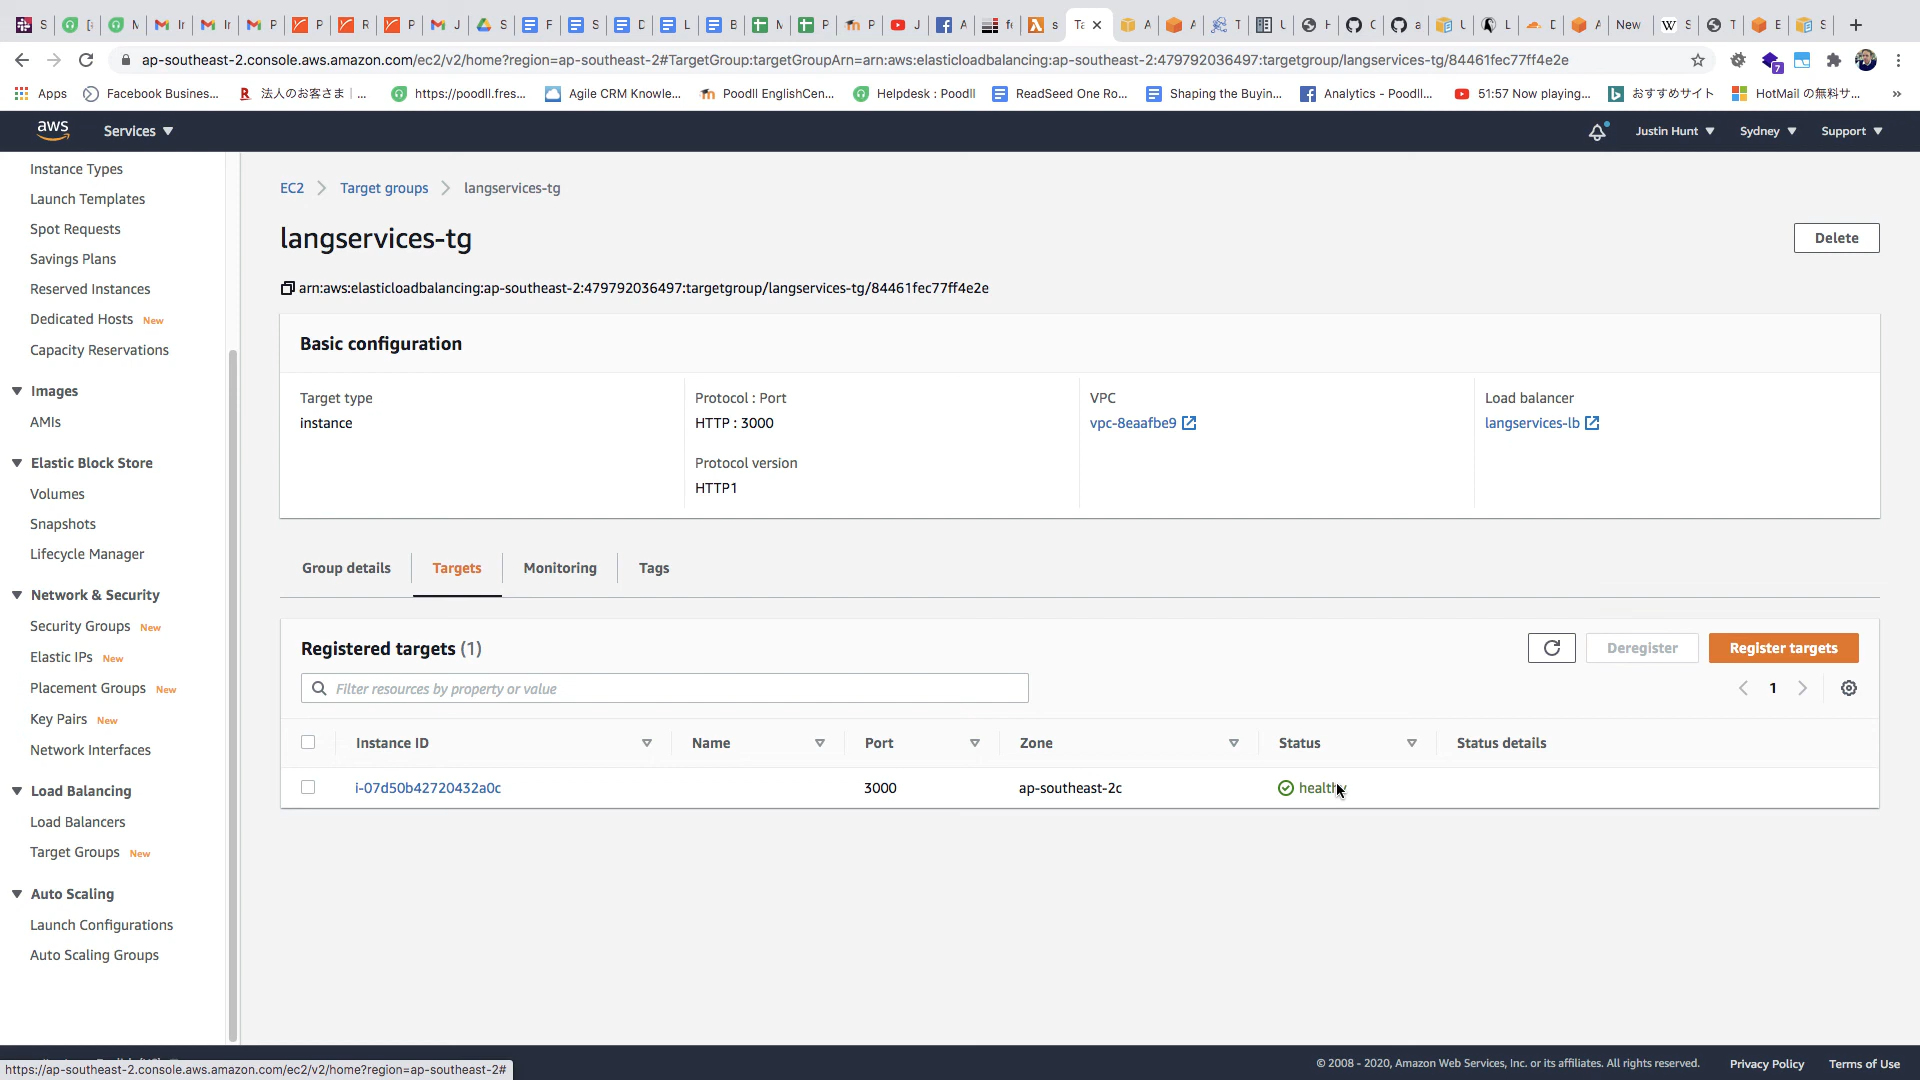 ap-southeast-2.console.aws.amazon.com/ec2/v2/home?region=ap-southeast-2#TargetGroup:targetGroupArn=arn:aws:elasticloadbalancing:ap-southeast-2:479792036497:targetgroup/langservices-tg/84461fec77ff4e2e
Apps Facebook Business... 法人のお客さま | ... https://poodll.fres... Agile CRM Knowle... Poodll EnglishCen... Helpdesk : Poodll ReadSeed One Ro... Shaping the Buyin... Analytics - Poodll... 51:57 Now playing... おすすめサイト HotMail の無料サ... »
aws Services Justin Hunt Sydney Support
Instance Types
Launch Templates
Spot Requests
Savings Plans
Reserved Instances
Dedicated Hosts New
Capacity Reservations
Images
AMIs
Elastic Block Store
Volumes
Snapshots
Lifecycle Manager
Network & Security
Security Groups New
Elastic IPs New
Placement Groups New
Key Pairs New
Network Interfaces
Load Balancing
Load Balancers
Target Groups New
Auto Scaling
Launch Configurations
Auto Scaling Groups
EC2 > Target groups > langservices-tg
langservices-tg
Delete
arn:aws:elasticloadbalancing:ap-southeast-2:479792036497:targetgroup/langservices-tg/84461fec77ff4e2e
Basic configuration
Target type
instance
Protocol : Port
HTTP : 3000
Protocol version
HTTP1
VPC
vpc-8eaafbe9
Load balancer
langservices-lb
Group details Targets Monitoring Tags
Registered targets (1)
Deregister Register targets
Filter resources by property or value
1
Instance ID Name Port Zone Status Status details
i-07d50b42720432a0c 3000 ap-southeast-2c healthy
https://ap-southeast-2.console.aws.amazon.com/ec2/v2/home?region=ap-southeast-2#
© 2008 - 2020, Amazon Web Services, Inc. or its affiliates. All rights reserved. Privacy Policy Terms of Use